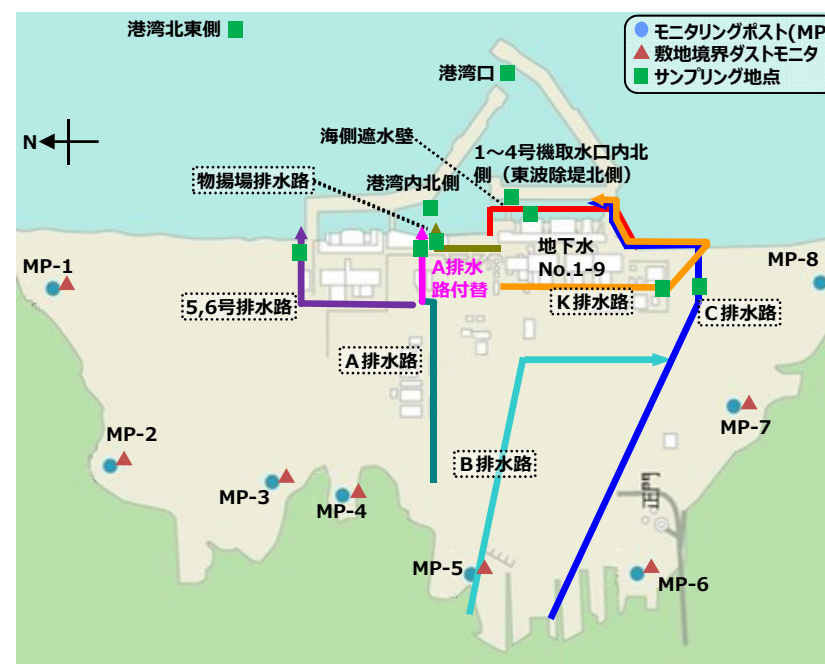 港湾北東側
モニタリングポスト(MP
敷地境界ダストモニタ
サンプリング地点
港湾口
N
海側遮水壁
1～4号機取水口内北
側（東波除堤北側）
物揚場排水路
港湾内北側
地下水
No.1-9
MP-1
MP-8
A排水
路付替
5,6号排水路
K排水路
C排水路
A排水路
MP-2
MP-7
B排水路
MP-3
MP-4
正門
MP-5
MP-6